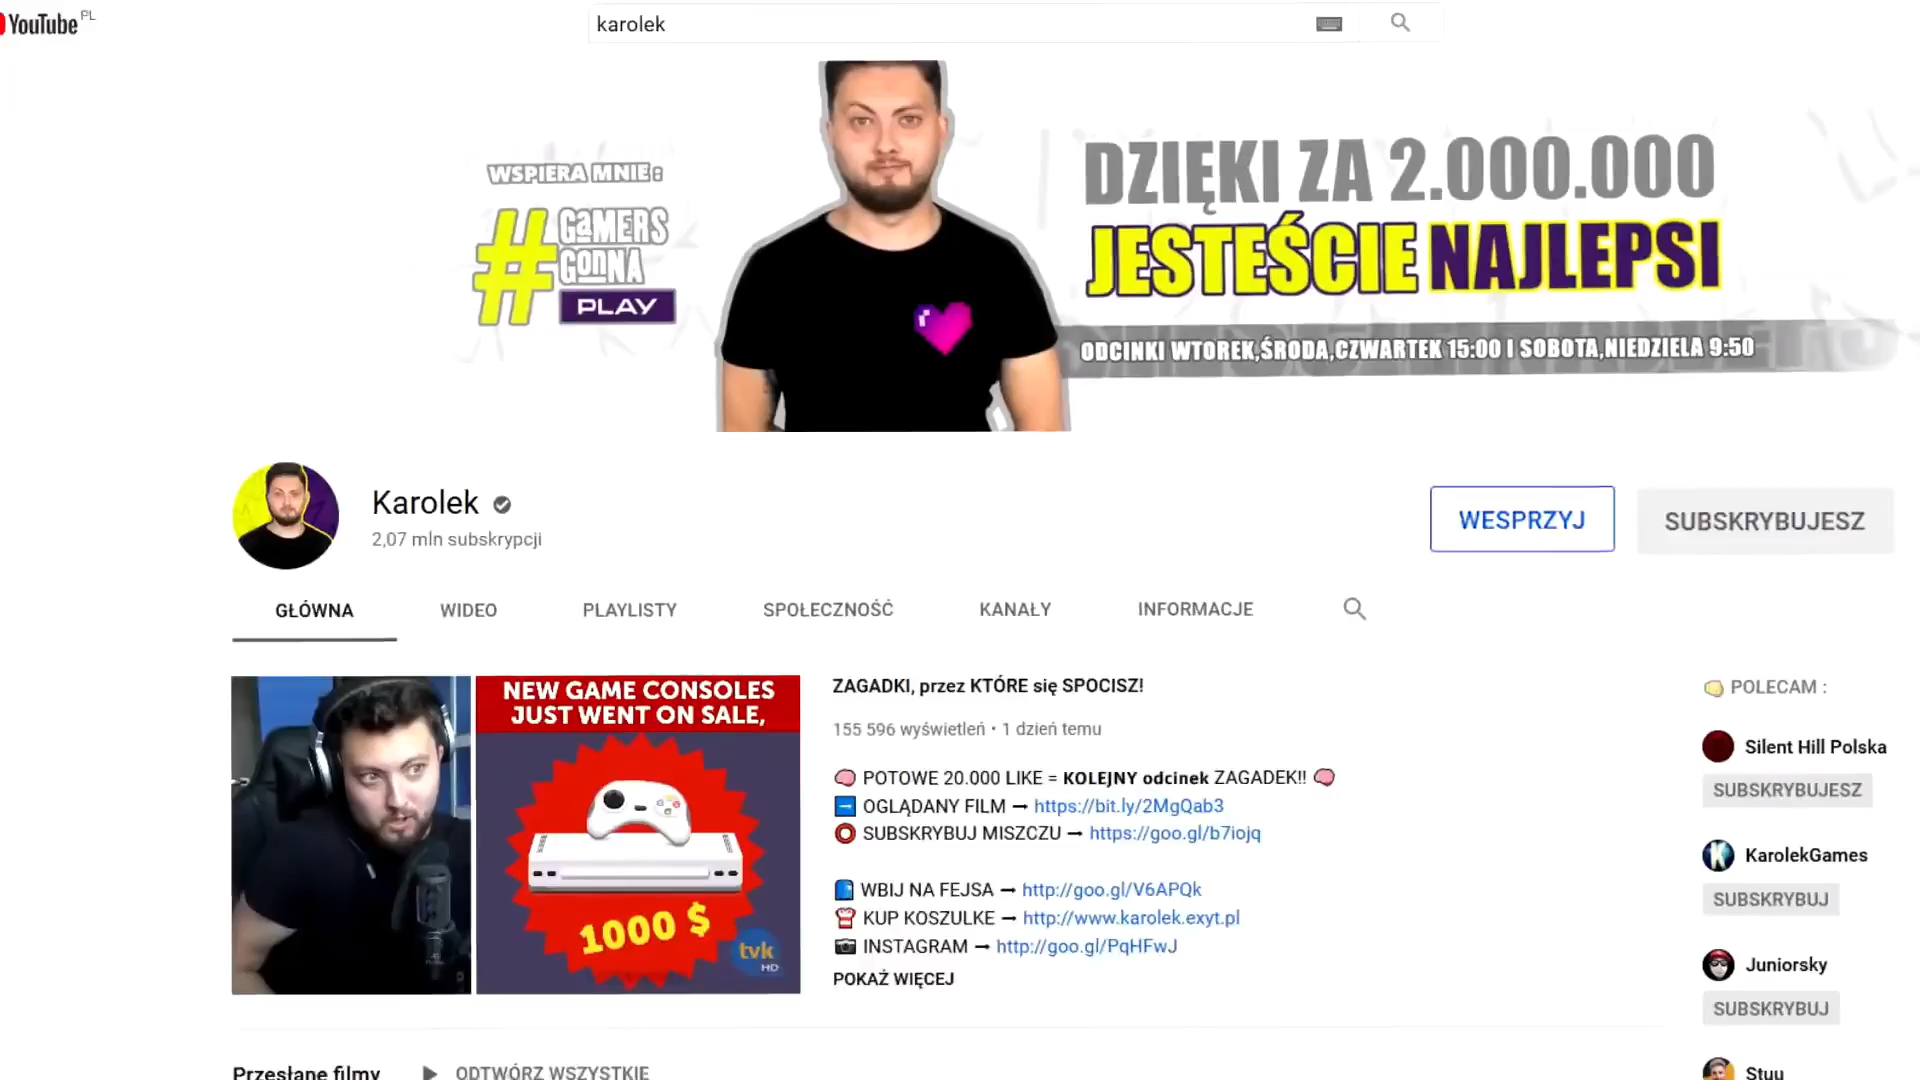 YouTube PL
karolek
WSPIERA MNIE:
#GaMERS
GonNA
PLAY
DZIĘKI ZA 2.000.000
JESTEŚCIE NAJLEPSI
ODCINKI WTOREK,ŚRODA,CZWARTEK 15:00 I SOBOTA,NIEDZIELA 9:50
Karolek
2,07 mln subskrypcji
WESPRZYJ
SUBSKRYBUJESZ
GŁÓWNA
WIDEO
PLAYLISTY
SPOŁECZNOŚĆ
KANAŁY
INFORMACJE
NEW GAME CONSOLES
JUST WENT ON SALE,
1000 $
tvk
HD
ZAGADKI, przez KTÓRE się SPOCISZ!
155 596 wyświetleń • 1 dzień temu
POTOWE 20.000 LIKE = KOLEJNY odcinek ZAGADEK!!
OGLĄDANY FILM → https://bit.ly/2MgQab3
SUBSKRYBUJ MISZCZU → https://goo.gl/b7iojq
WBIJ NA FEJSA → http://goo.gl/V6APQk
KUP KOSZULKE → http://www.karolek.exyt.pl
INSTAGRAM → http://goo.gl/PqHFwJ
POKAŻ WIĘCEJ
POLECAM :
Silent Hill Polska
SUBSKRYBUJESZ
KarolekGames
SUBSKRYBUJ
Juniorsky
SUBSKRYBUJ
Stuu
Przesłane filmy
ODTWÓRZ WSZYSTKIE